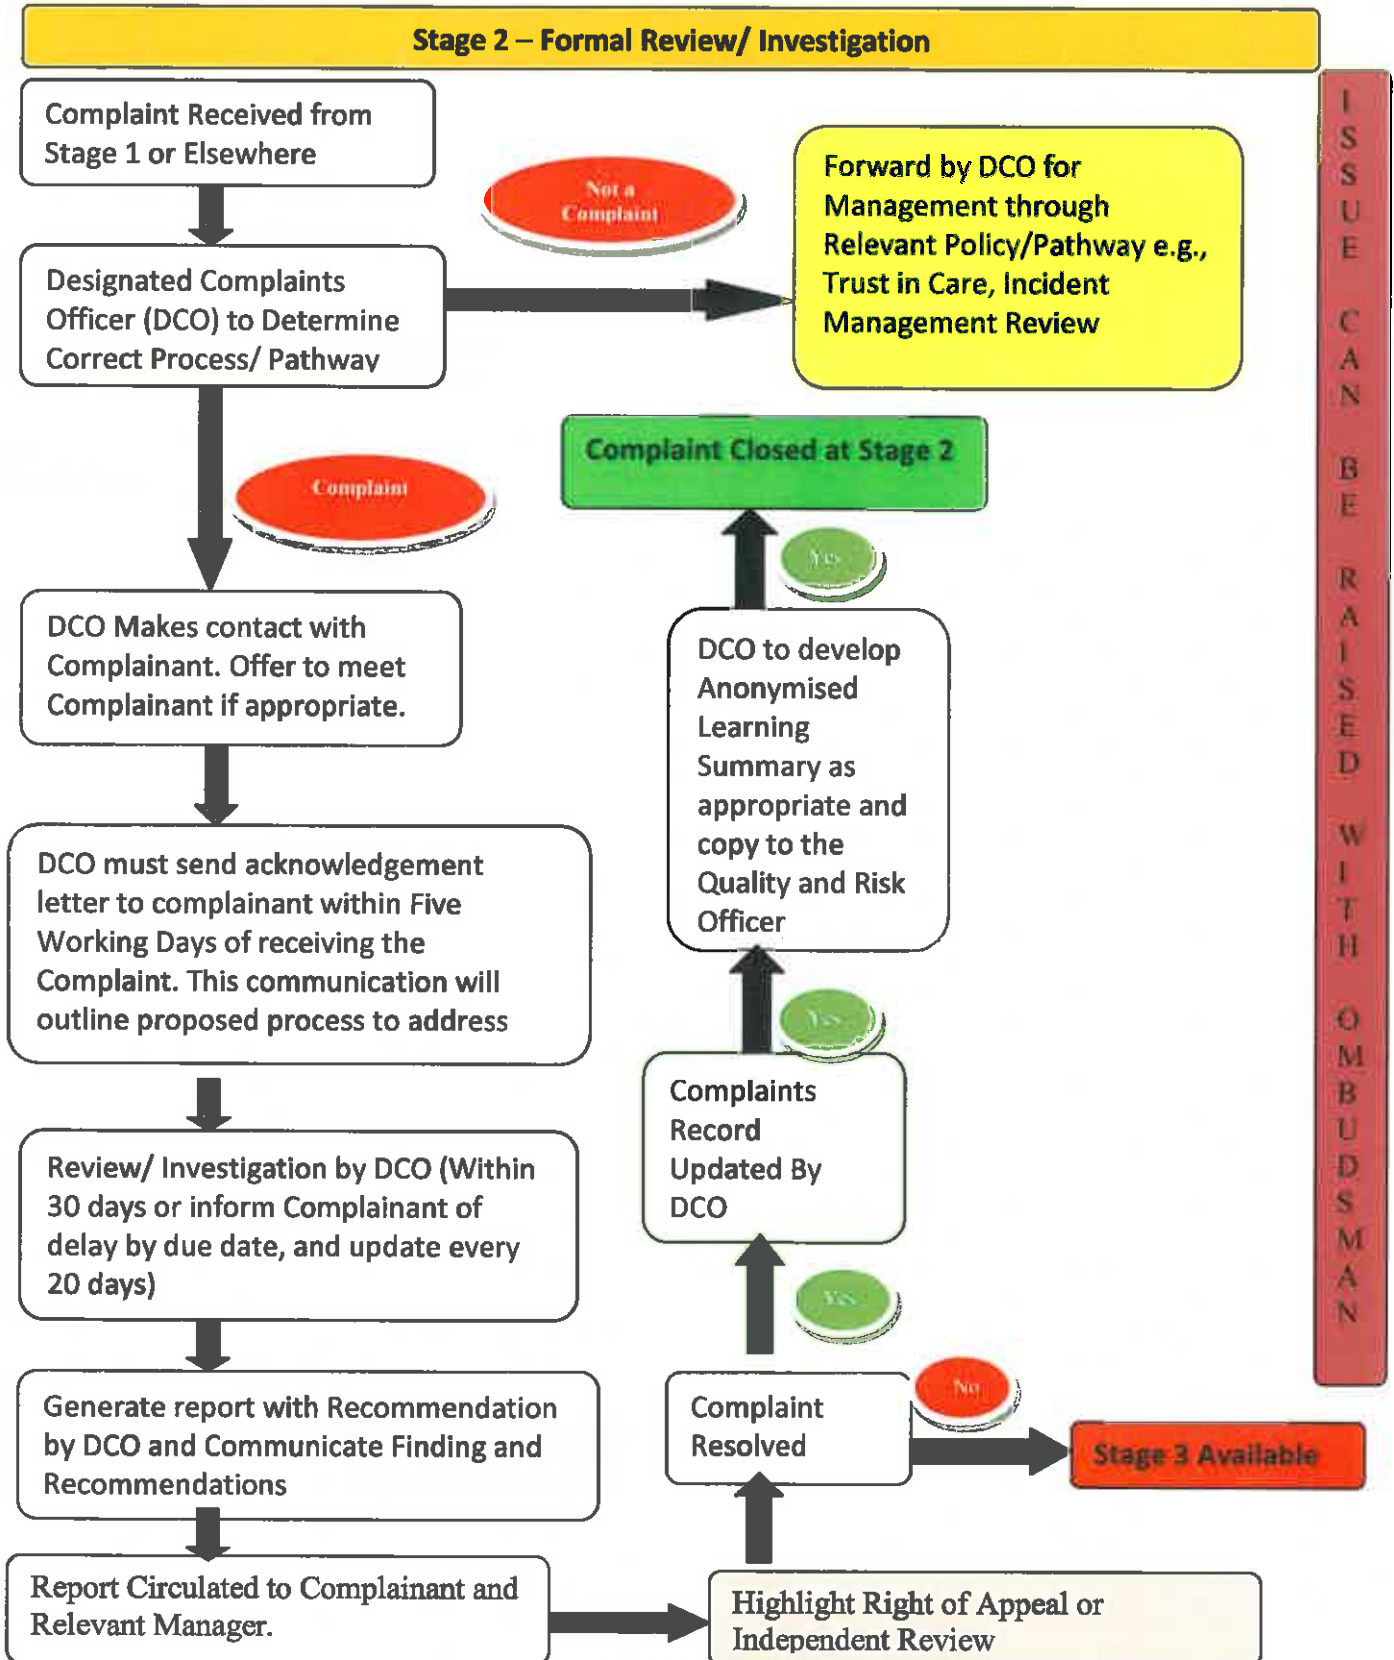 Stage 2 – Formal Review/ Investigation
Complaint Received from
Stage 1 or Elsewhere
Not a
Complaint
Forward by DCO for
Management through
Relevant Policy/Pathway e.g.,
Trust in Care, Incident
Management Review
Designated Complaints
Officer (DCO) to Determine
Correct Process/ Pathway
Complaint
DCO Makes contact with
Complainant. Offer to meet
Complainant if appropriate.
DCO must send acknowledgement
letter to complainant within Five
Working Days of receiving the
Complaint. This communication will
outline proposed process to address
Review/ Investigation by DCO (Within
30 days or inform Complainant of
delay by due date, and update every
20 days)
Generate report with Recommendation
by DCO and Communicate Finding and
Recommendations
Report Circulated to Complainant and
Relevant Manager.
Highlight Right of Appeal or
Independent Review
Complaint
Resolved
No
Stage 3 Available
Yes
Complaints
Record
Updated By
DCO
Yes
DCO to develop
Anonymised
Learning
Summary as
appropriate and
copy to the
Quality and Risk
Officer
Yes
Complaint Closed at Stage 2
ISSUE CAN BE RAISED WITH OMBUDSMAN